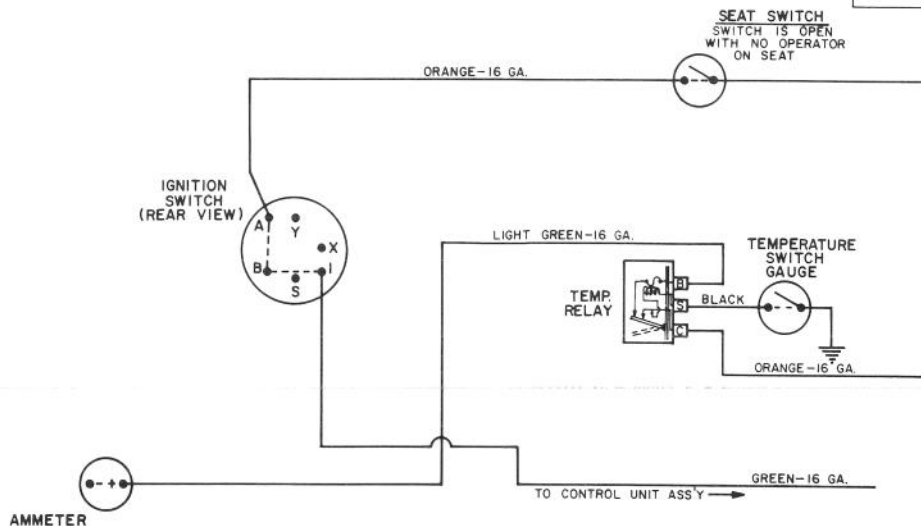 SEAT SWITCH
SWITCH IS OPEN
WITH NO OPERATOR
ON SEAT
ORANGE-16 GA.
IGNITION
SWITCH
(REAR VIEW)
A
Y
X
B
I
S
LIGHT GREEN-16 GA.
TEMPERATURE
SWITCH
GAUGE
TEMP.
RELAY
B
S
BLACK
C
ORANGE-16 GA.
- +
AMMETER
GREEN-16 GA.
TO CONTROL UNIT ASS'Y